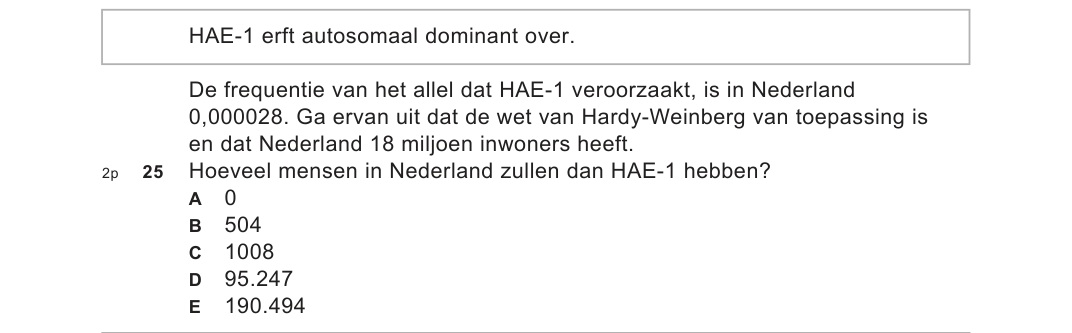 HAE-1 erft autosomaal dominant over.
De frequentie van het allel dat HAE-1 veroorzaakt, is in Nederland
0,000028. Ga ervan uit dat de wet van Hardy-Weinberg van toepassing is
en dat Nederland 18 miljoen inwoners heeft.
2p 25 Hoeveel mensen in Nederland zullen dan HAE-1 hebben?
A 0
B 504
C 1008
D 95.247
E 190.494